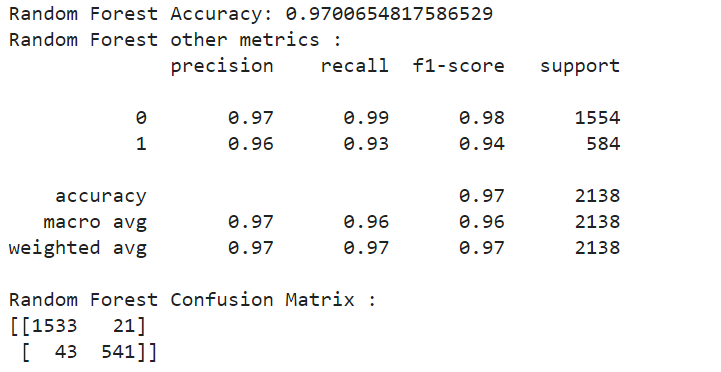 Random Forest Accuracy: 0.9700654817586529
Random Forest other metrics :
precision recall f1-score support
0 0.97 0.99 0.98 1554
1 0.96 0.93 0.94 584
accuracy 0.97 2138
macro avg 0.97 0.96 0.96 2138
weighted avg 0.97 0.97 0.97 2138
Random Forest Confusion Matrix :
[[1533 21]
[ 43 541]]